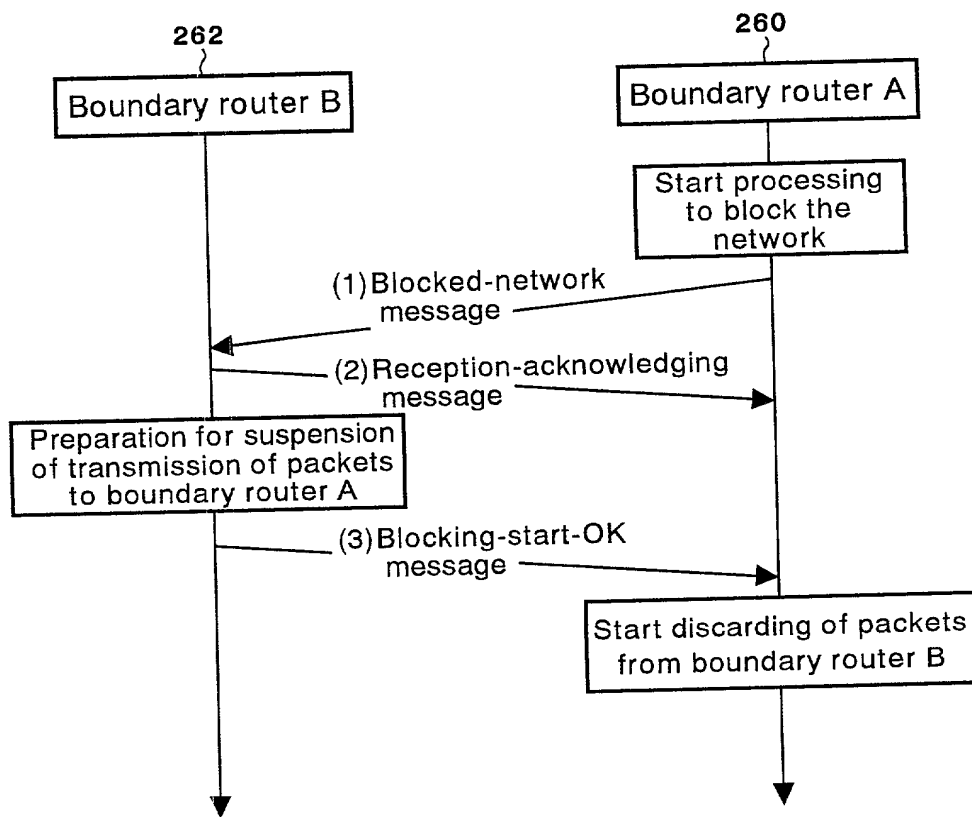 262
260
Boundary router B
Boundary router A
Start processing
to block the
network
(1) Blocked-network
message
(2) Reception-acknowledging
message
Preparation for suspension
of transmission of packets
to boundary router A
(3) Blocking-start-OK
message
Start discarding of packets
from boundary router B